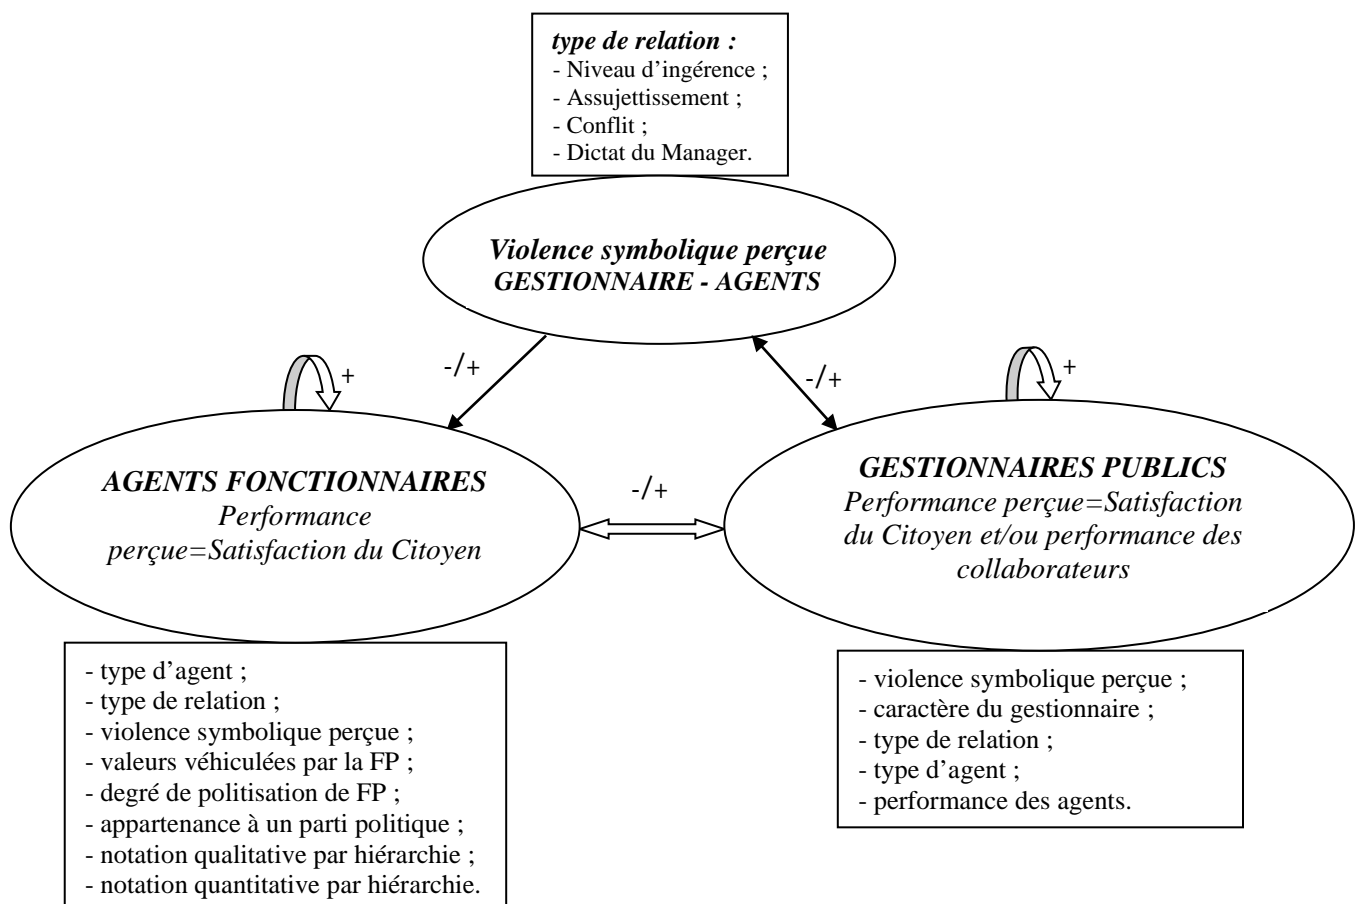 type de relation :
- Niveau d’ingérence ;
- Assujettissement ;
- Conflit ;
- Dictat du Manager.
Violence symbolique perçue
GESTIONNAIRE - AGENTS
-/+
-/+
+
+
AGENTS FONCTIONNAIRES
Performance
perçue=Satisfaction du Citoyen
-/+
GESTIONNAIRES PUBLICS
Performance perçue=Satisfaction
du Citoyen et/ou performance des
collaborateurs
- type d’agent ;
- type de relation ;
- violence symbolique perçue ;
- valeurs véhiculées par la FP ;
- degré de politisation de FP ;
- appartenance à un parti politique ;
- notation qualitative par hiérarchie ;
- notation quantitative par hiérarchie.
- violence symbolique perçue ;
- caractère du gestionnaire ;
- type de relation ;
- type d’agent ;
- performance des agents.